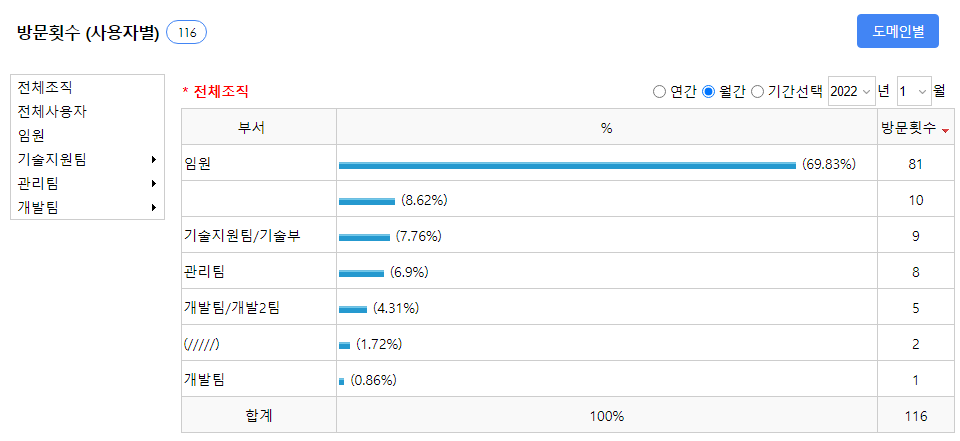 방문횟수 (사용자별) 116
도메인별
전체조직
전체사용자
임원
기술지원팀
관리팀
개발팀
* 전체조직
연간 월간 기간선택 2022 년 1 월
부서 % 방문횟수
임원 (69.83%) 81
(8.62%) 10
기술지원팀/기술부 (7.76%) 9
관리팀 (6.9%) 8
개발팀/개발2팀 (4.31%) 5
(/////) (1.72%) 2
개발팀 (0.86%) 1
합계 100% 116